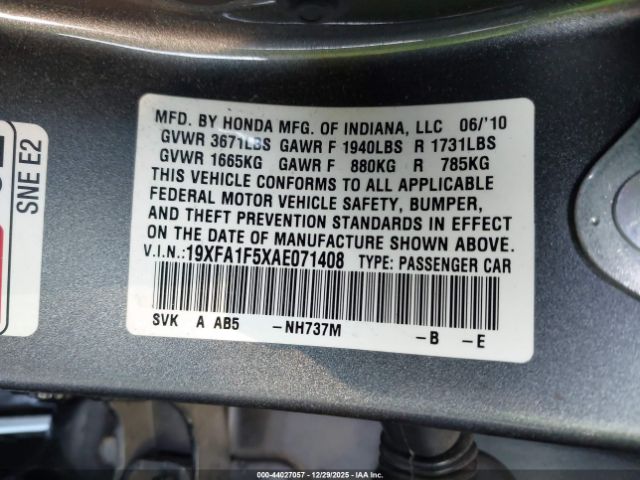 SNE E2
MFD. BY HONDA MFG. OF INDIANA, LLC 06/'10
GVWR 3671LBS GAWR F 1940LBS R 1731LBS
GVWR 1665KG GAWR F 880KG R 785KG
THIS VEHICLE CONFORMS TO ALL APPLICABLE
FEDERAL MOTOR VEHICLE SAFETY, BUMPER,
AND THEFT PREVENTION STANDARDS IN EFFECT
ON THE DATE OF MANUFACTURE SHOWN ABOVE.
V.I.N.:19XFA1F5XAE071408 TYPE: PASSENGER CAR
SVK A AB5 -NH737M -B -E
000-44027057 - 12/29/2025 - IAA, Inc.